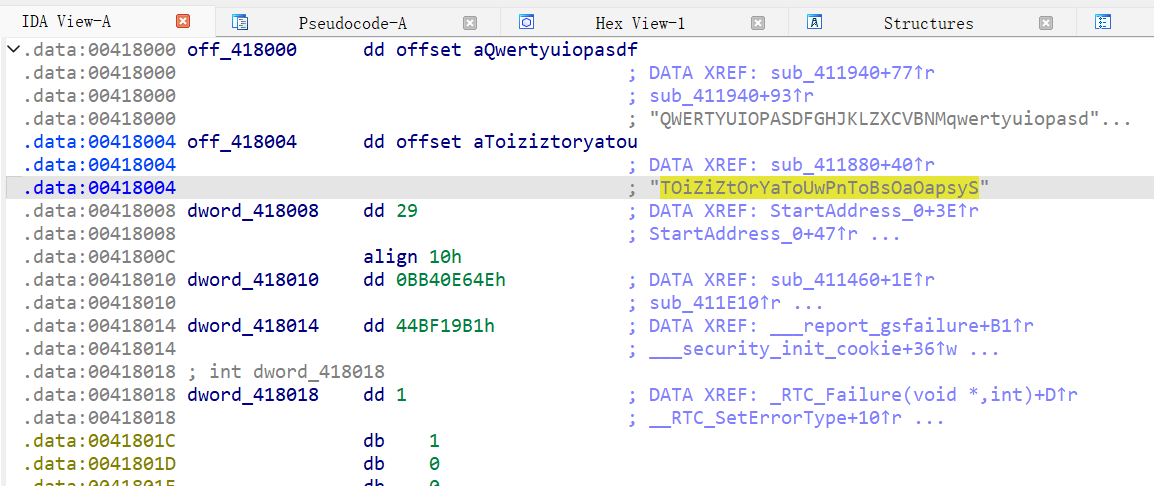 IDA View-A Pseudocode-A Hex View-1 Structures
.data:00418000 off_418000 dd offset aQwertyuiopasdf
.data:00418000 ; DATA XREF: sub_411940+77↑r
.data:00418000 ; sub_411940+93↑r
.data:00418000 ; "QWERTYUIOPASDFGHJKLZXCVBNMqwertyuiopasd"...
.data:00418004 off_418004 dd offset aToiziztoryatou
.data:00418004 ; DATA XREF: sub_411880+40↑r
.data:00418004 ; "TOiZiZtOrYaToUwPnToBsOaOapsyS"
.data:00418008 dword_418008 dd 29 ; DATA XREF: StartAddress_0+3E↑r
.data:00418008 ; StartAddress_0+47↑r ...
.data:0041800C align 10h
.data:00418010 dword_418010 dd 0BB40E64Eh ; DATA XREF: sub_411460+1E↑r
.data:00418010 ; sub_411E10↑r ...
.data:00418014 dword_418014 dd 44BF19B1h ; DATA XREF: ___report_gsfailure+B1↑r
.data:00418014 ; ___security_init_cookie+36↑w ...
.data:00418018 ; int dword_418018
.data:00418018 dword_418018 dd 1 ; DATA XREF: _RTC_Failure(void *,int)+D↑r
.data:00418018 ; __RTC_SetErrorType+10↑r ...
.data:0041801C db 1
.data:0041801D db 0